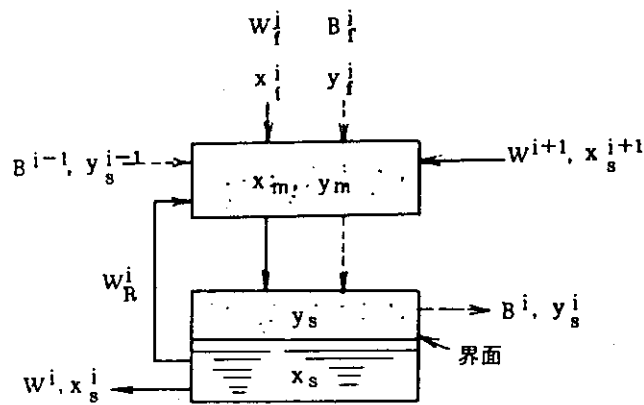 W_f^i B_f^i
x_f^i y_f^i
B^{i-1}, y_s^{i-1}
W^{i+1}, x_s^{i+1}
x_m, y_m
W_R^i
y_s
B^i, y_s^i
界面
x_s
W^i, x_s^i